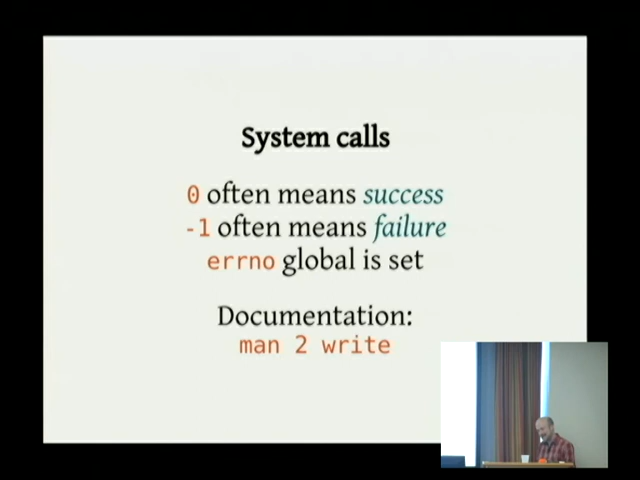 System calls
0 often means success
-1 often means failure
errno global is set
Documentation:
man 2 write